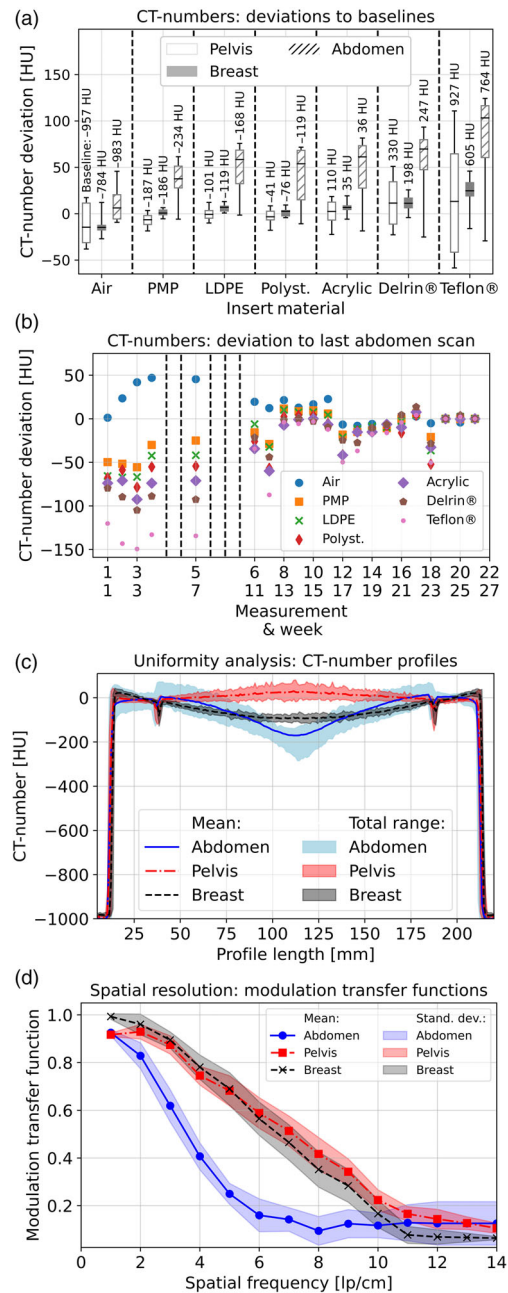 (a)
CT-numbers: deviations to baselines
Pelvis
Abdomen
Breast
CT-number deviation [HU]
100
50
0
−50
Baseline: −957 HU
−784 HU
−983 HU
−187 HU
−186 HU
−234 HU
−101 HU
−119 HU
−168 HU
−41 HU
−76 HU
−119 HU
110 HU
35 HU
36 HU
330 HU
198 HU
247 HU
927 HU
605 HU
764 HU
Air PMP LDPE Polyst. Acrylic Delrin® Teflon®
Insert material
(b)
CT-numbers: deviation to last abdomen scan
CT-number deviation [HU]
50
0
−50
−100
−150
Air
PMP
LDPE
Polyst.
Acrylic
Delrin®
Teflon®
1 3 5 6 8 10 12 14 16 18 20 22
1 3 7 11 13 15 17 19 21 23 25 27
Measurement
& week
(c)
Uniformity analysis: CT-number profiles
CT-number [HU]
0
−200
−400
−600
−800
−1000
Mean:
Abdomen
Pelvis
Breast
Total range:
Abdomen
Pelvis
Breast
25 50 75 100 125 150 175 200
Profile length [mm]
(d)
Spatial resolution: modulation transfer functions
Modulation transfer function
1.0
0.8
0.6
0.4
0.2
Mean:
Abdomen
Pelvis
Breast
Stand. dev.:
Abdomen
Pelvis
Breast
0 2 4 6 8 10 12 14
Spatial frequency [lp/cm]